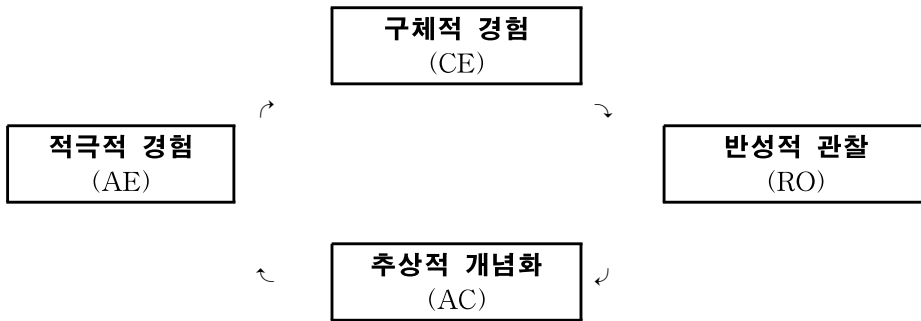 구체적 경험
(CE)
적극적 경험
(AE)
반성적 관찰
(RO)
추상적 개념화
(AC)